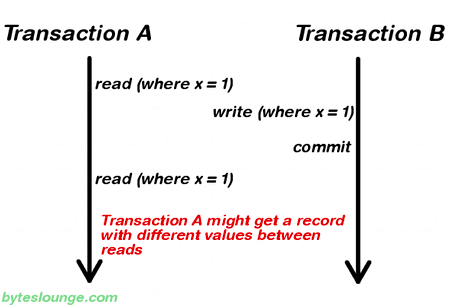 Transaction A
Transaction B
read (where x = 1)
write (where x = 1)
commit
read (where x = 1)
Transaction A might get a record
with different values between
reads
byteslounge.com